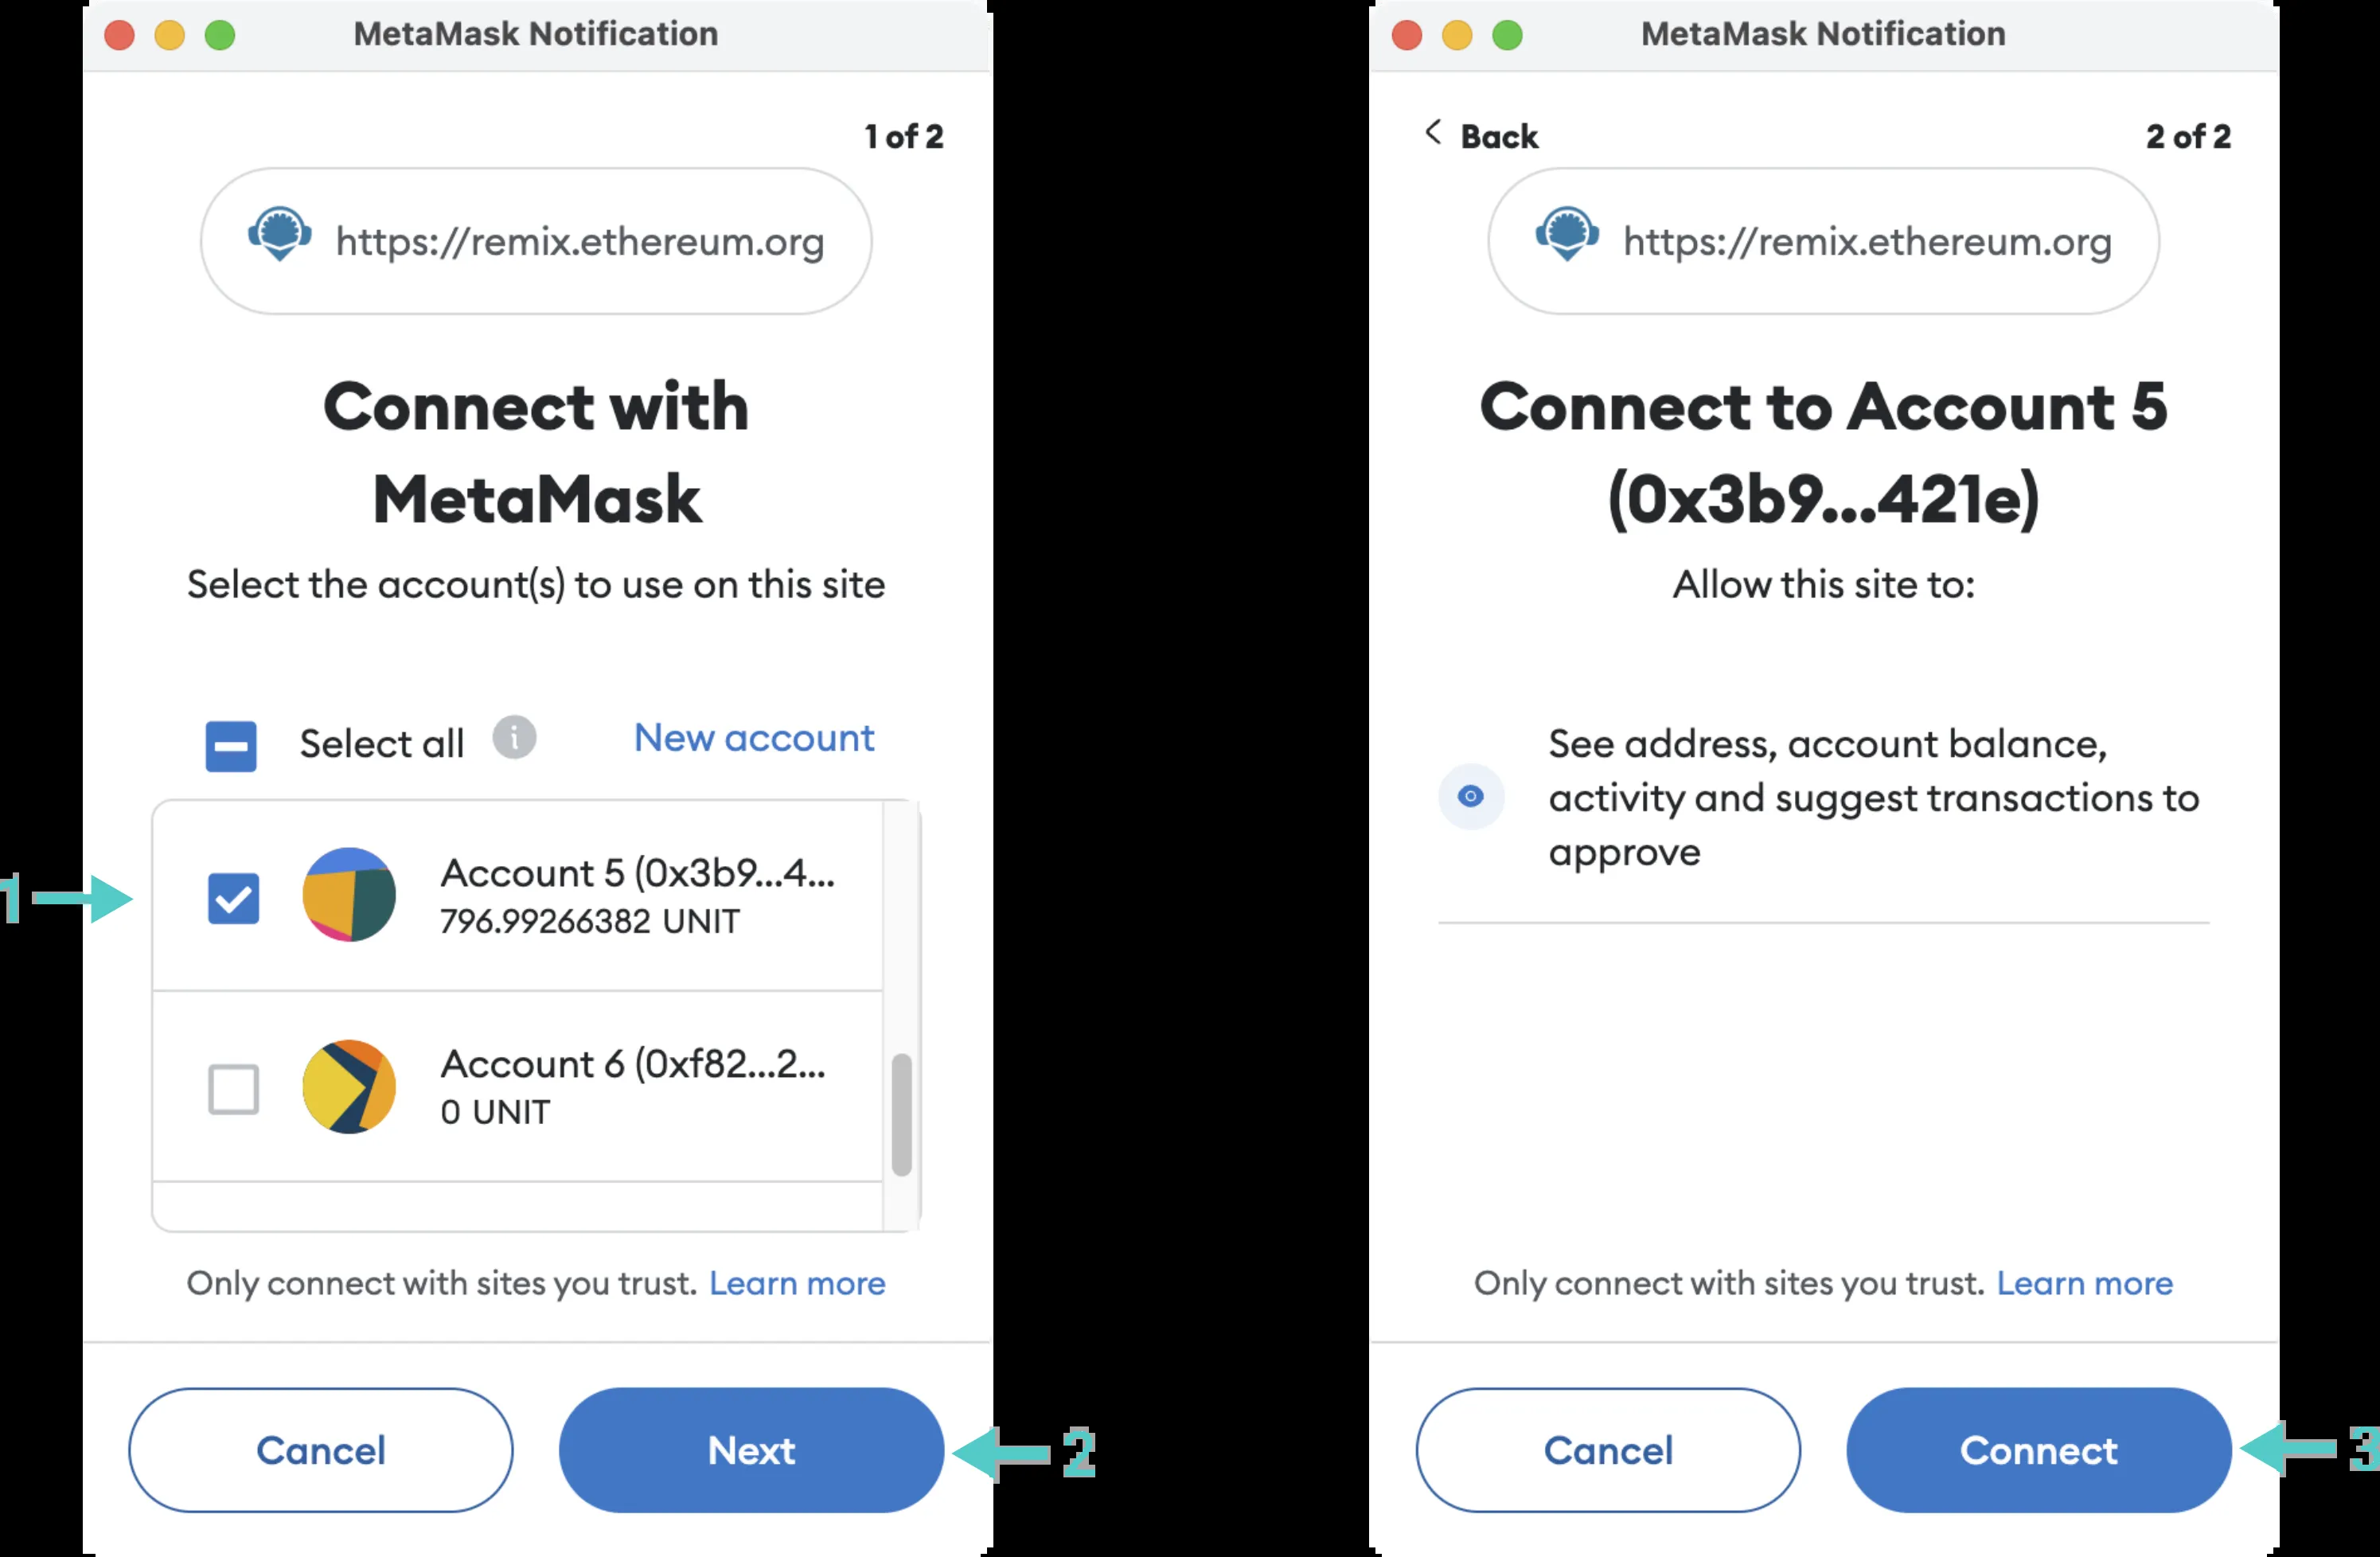 MetaMask Notification
1 of 2
https://remix.ethereum.org
Connect with
MetaMask
Select the account(s) to use on this site
Select all
i
New account
Account 5 (0x3b9...4...
796.99266382 UNIT
Account 6 (0xf82...2...
0 UNIT
Only connect with sites you trust. Learn more
Cancel
Next
1
2
MetaMask Notification
< Back
2 of 2
https://remix.ethereum.org
Connect to Account 5
(0x3b9...421e)
Allow this site to:
See address, account balance,
activity and suggest transactions to
approve
Only connect with sites you trust. Learn more
Cancel
Connect
3